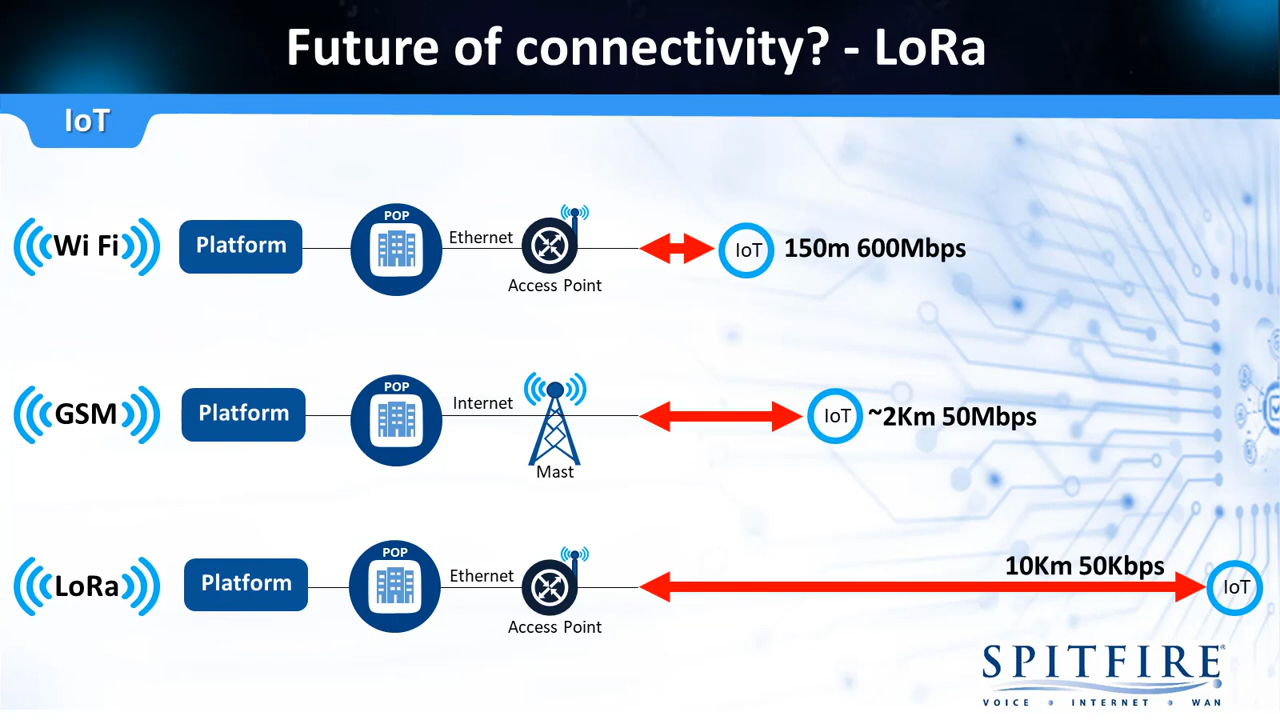 Future of connectivity? - LoRa
IoT
Wi Fi
Platform
POP
Ethernet
Access Point
IoT
150m 600Mbps
GSM
Platform
POP
Internet
Mast
IoT
~2Km 50Mbps
LoRa
Platform
POP
Ethernet
Access Point
10Km 50Kbps
IoT
SPITFIRE®
VOICE • INTERNET • WAN